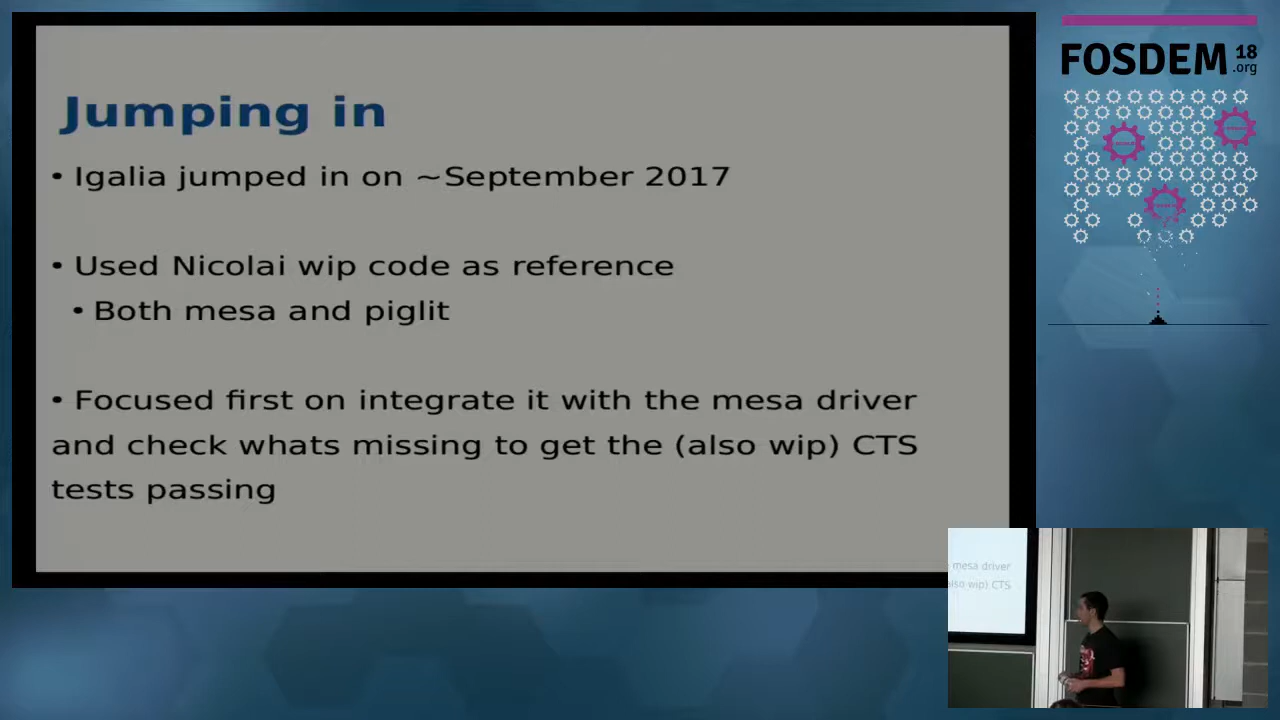 Jumping in
• Igalia jumped in on ~September 2017
• Used Nicolai wip code as reference
• Both mesa and piglit
• Focused first on integrate it with the mesa driver
and check whats missing to get the (also wip) CTS
tests passing
FOSDEM 18
.org
mesa driver
also wip) CTS